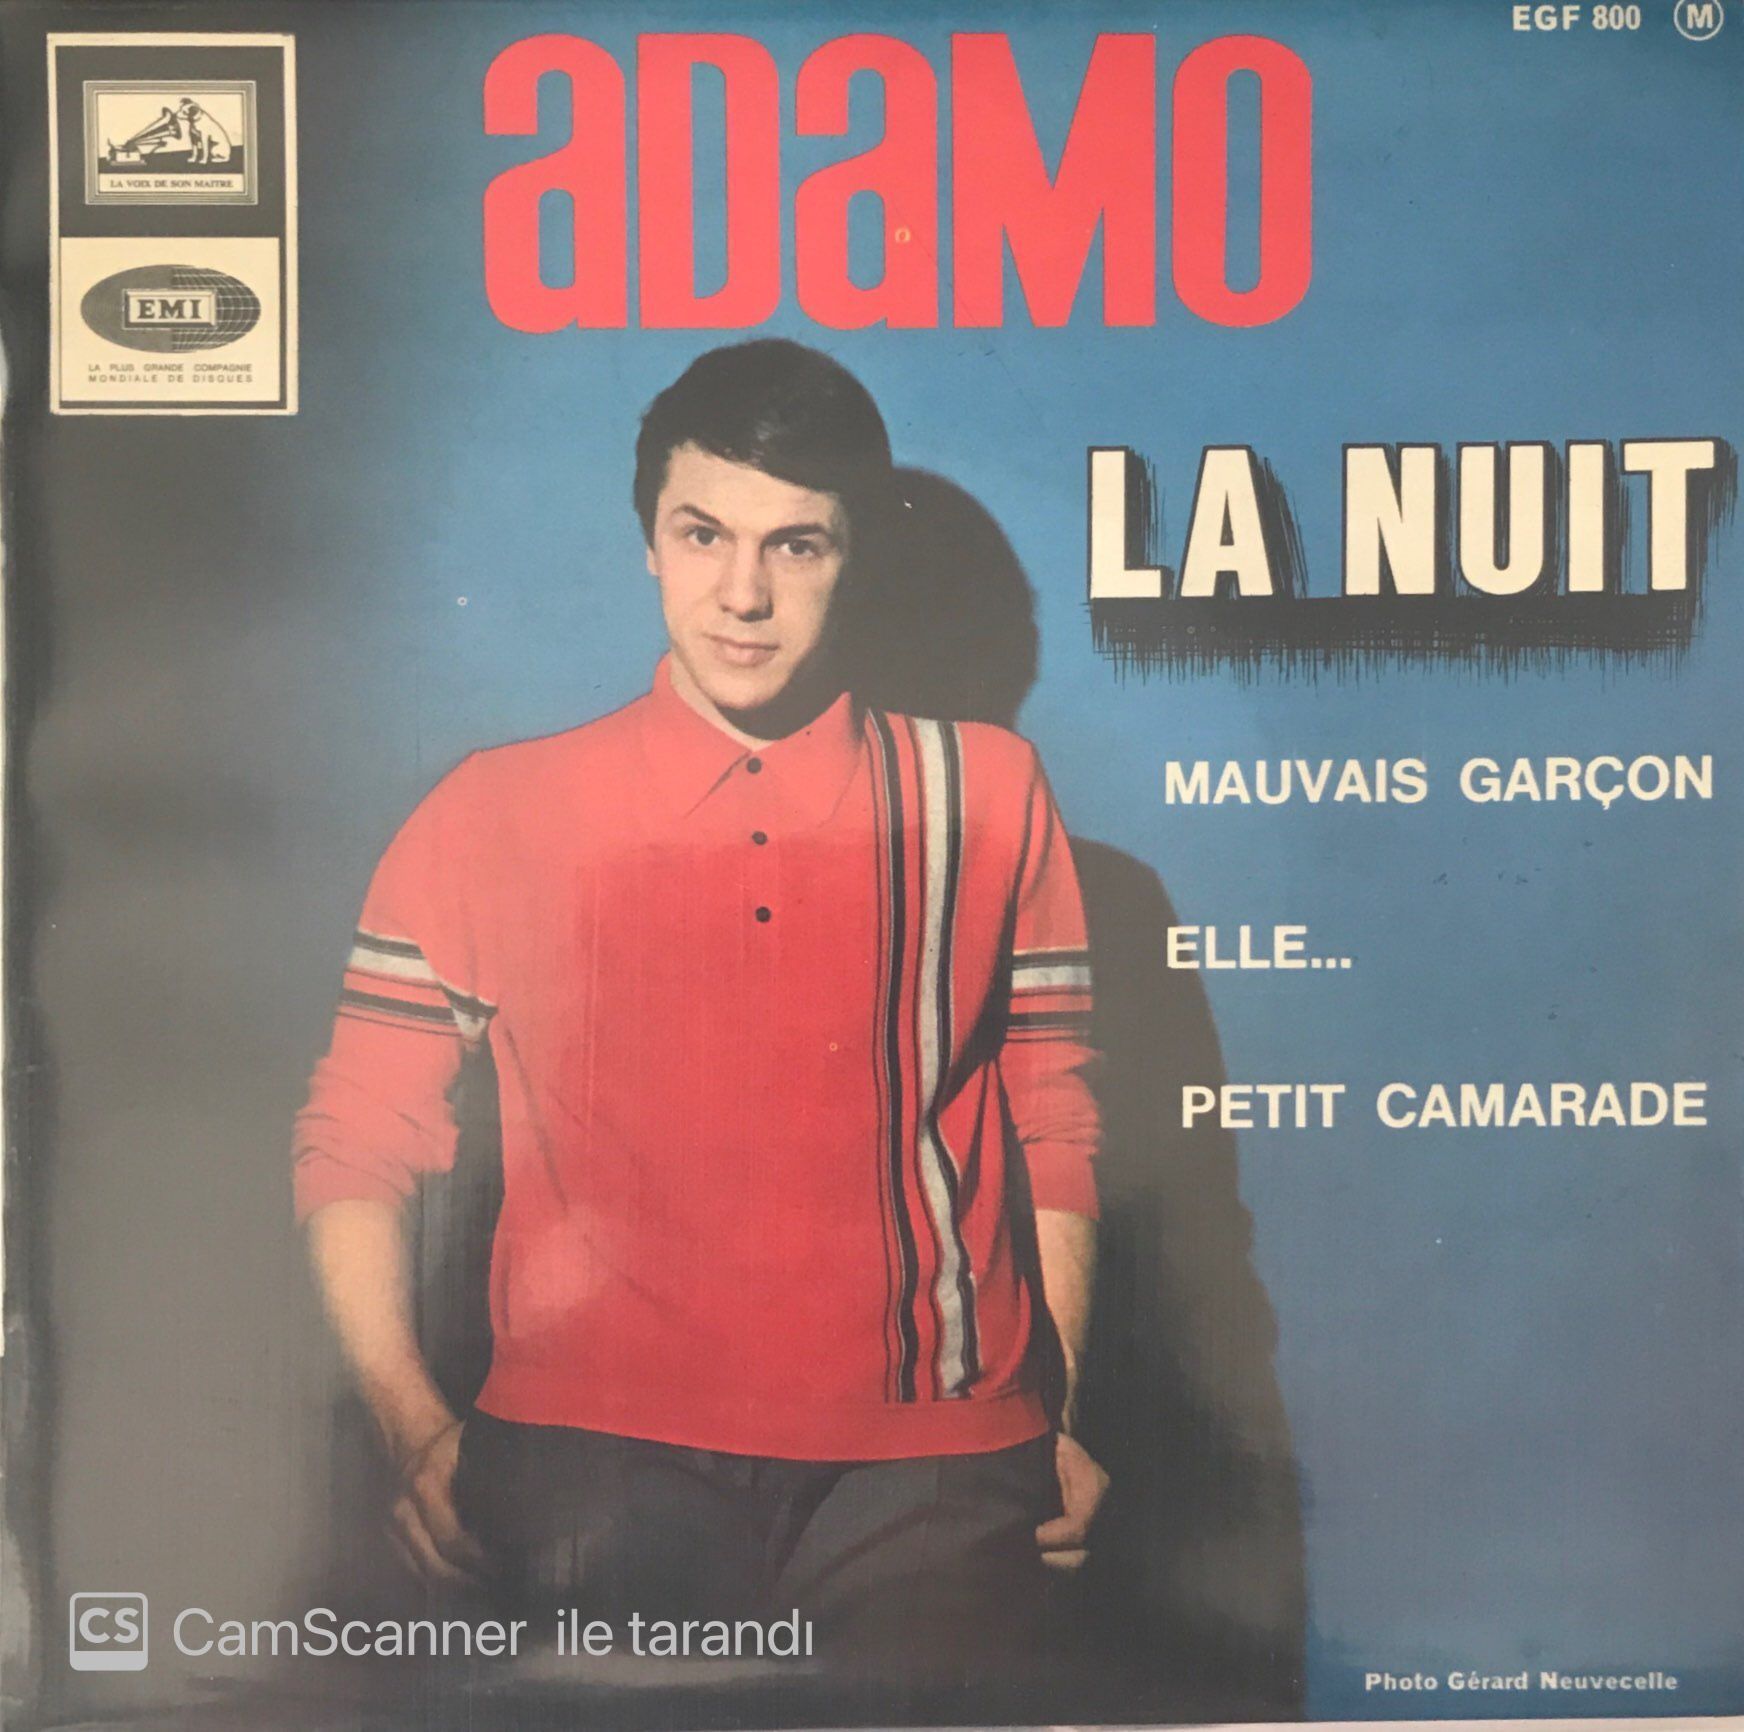 EGF 800 M
ADAMO
LA VOIX DE SON MAITRE
EMI
LA PLUS GRANDE COMPAGNIE
MONDIALE DE DISQUES
LA NUIT
MAUVAIS GARÇON
ELLE...
PETIT CAMARADE
CS CamScanner ile tarandı
Photo Gérard Neuvecelle